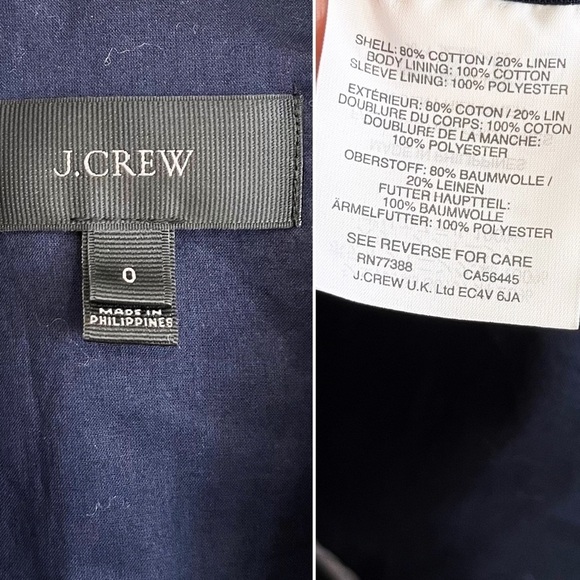 J.CREW
0
MADE IN
PHILIPPINES
SHELL: 80% COTTON / 20% LINEN
BODY LINING: 100% COTTON
SLEEVE LINING: 100% POLYESTER
EXTÉRIEUR: 80% COTON / 20% LIN
DOUBLURE DU CORPS: 100% COTON
DOUBLURE DE LA MANCHE:
100% POLYESTER
OBERSTOFF: 80% BAUMWOLLE /
20% LEINEN
FUTTER HAUPTTEIL:
100% BAUMWOLLE
ÄRMELFUTTER: 100% POLYESTER
SEE REVERSE FOR CARE
RN77388 CA56445
J.CREW U.K. Ltd EC4V 6JA